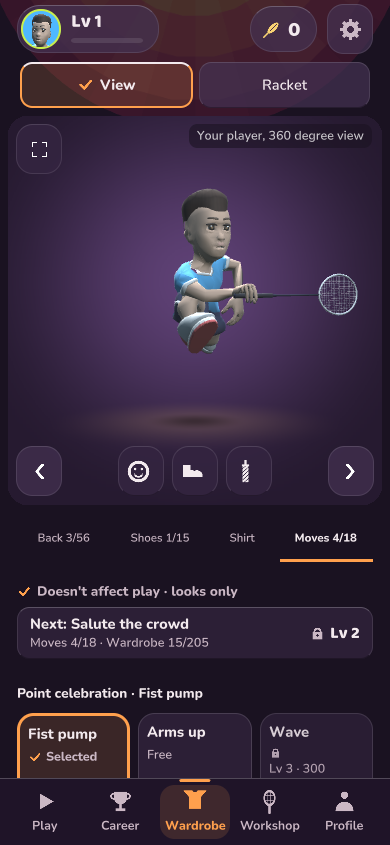 Lv 1
0
View
Racket
Your player, 360 degree view
Back 3/56
Shoes 1/15
Shirt
Moves 4/18
Doesn't affect play · looks only
Next: Salute the crowd
Moves 4/18 · Wardrobe 15/205
Lv 2
Point celebration · Fist pump
Fist pump
Selected
Arms up
Free
Wave
Lv 3 · 300
Play
Career
Wardrobe
Workshop
Profile